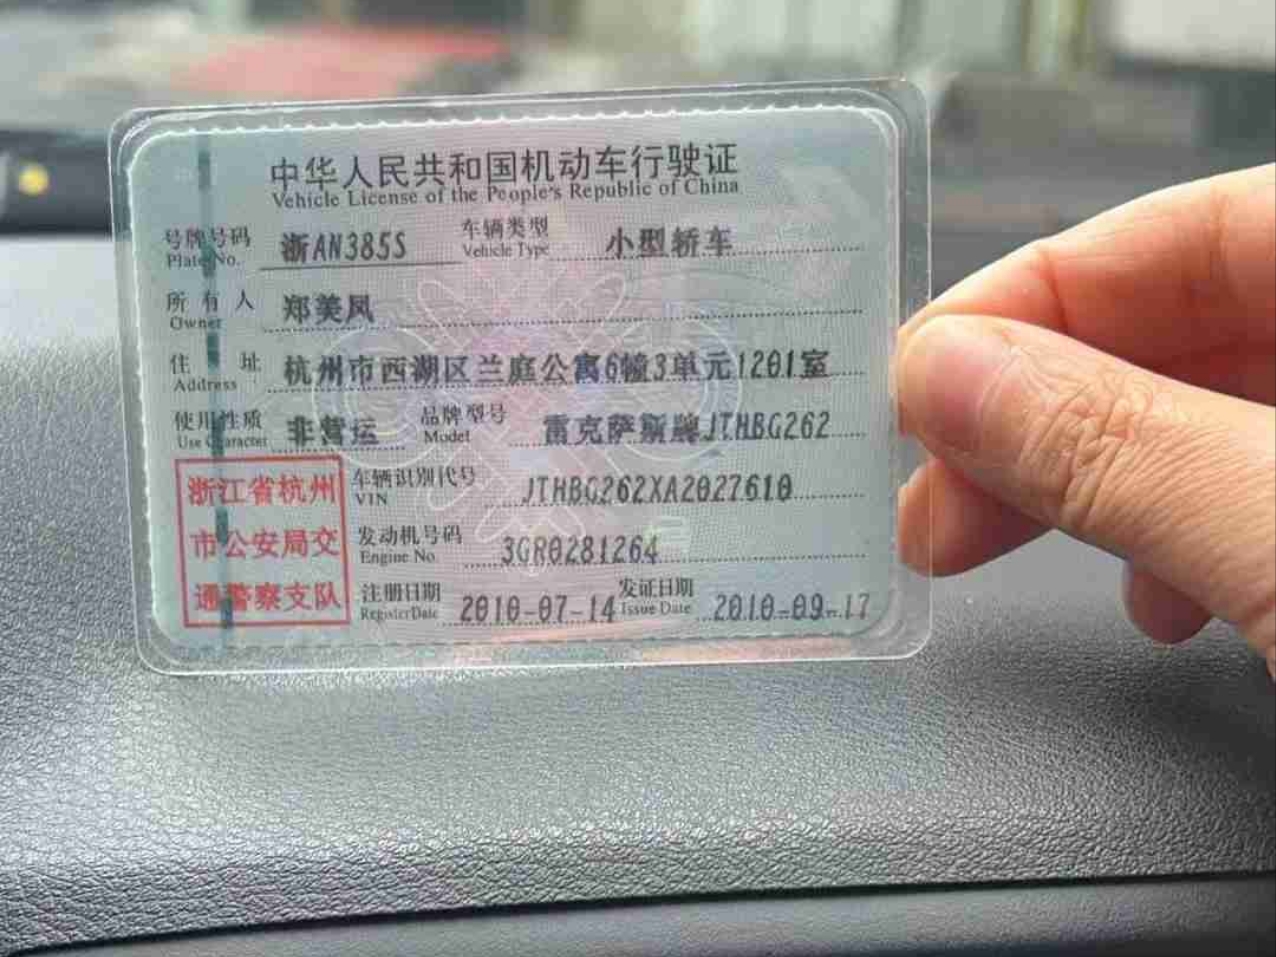 中华人民共和国机动车行驶证
Vehicle License of the People's Republic of China
号牌号码 浙AN385S 车辆类型 小型轿车
Plate No. Vehicle Type
所有人 郑美凤
Owner
住址 杭州市西湖区兰庭公寓6幢3单元1201室
Address
使用性质 非营运 品牌型号 雷克萨斯牌JTHBG262
Use Character Model
浙江省杭州
市公安局交
通警察支队
车辆识别代号 JTHBG262XA2027610
VIN
发动机号码 3GR0281264
Engine No.
注册日期 2010-07-14 发证日期 2010-09-17
Register Date Issue Date